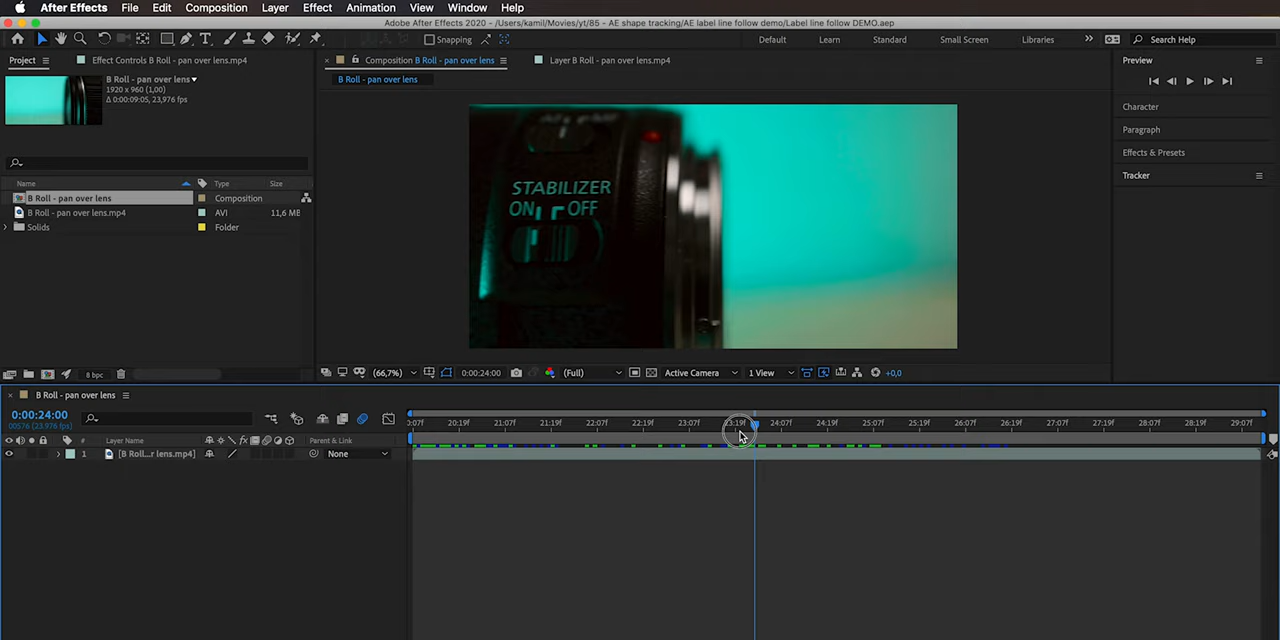 After Effects File Edit Composition Layer Effect Animation View Window Help
Adobe After Effects 2020 - /Users/kamil/Movies/yt/85 - AE shape tracking/AE label line follow demo/Label line follow DEMO.aep
Snapping
Default Learn Standard Small Screen Libraries Search Help
Project Effect Controls B Roll - pan over lens.mp4
Composition B Roll - pan over lens Layer B Roll - pan over lens.mp4
Preview
B Roll - pan over lens
1920 x 960 (1,00)
Δ 0:00:09:05, 23,976 fps
B Roll - pan over lens
Character
Paragraph
Effects & Presets
Tracker
Name Type Size
B Roll - pan over lens Composition
B Roll - pan over lens.mp4 AVI 11,6 MB
Solids Folder
STABILIZER
ON OFF
8 bpc
(66,7%) 0:00:24:00 (Full) Active Camera 1 View +0,0
B Roll - pan over lens
0:00:24:00
00576 (23.976 fps)
:0:07f 20:19f 21:07f 21:19f 22:07f 22:19f 23:07f 23:19f 24:07f 24:19f 25:07f 25:19f 26:07f 26:19f 27:07f 27:19f 28:07f 28:19f 29:07f
# Layer Name Parent & Link
1 [B Roll...r lens.mp4] None